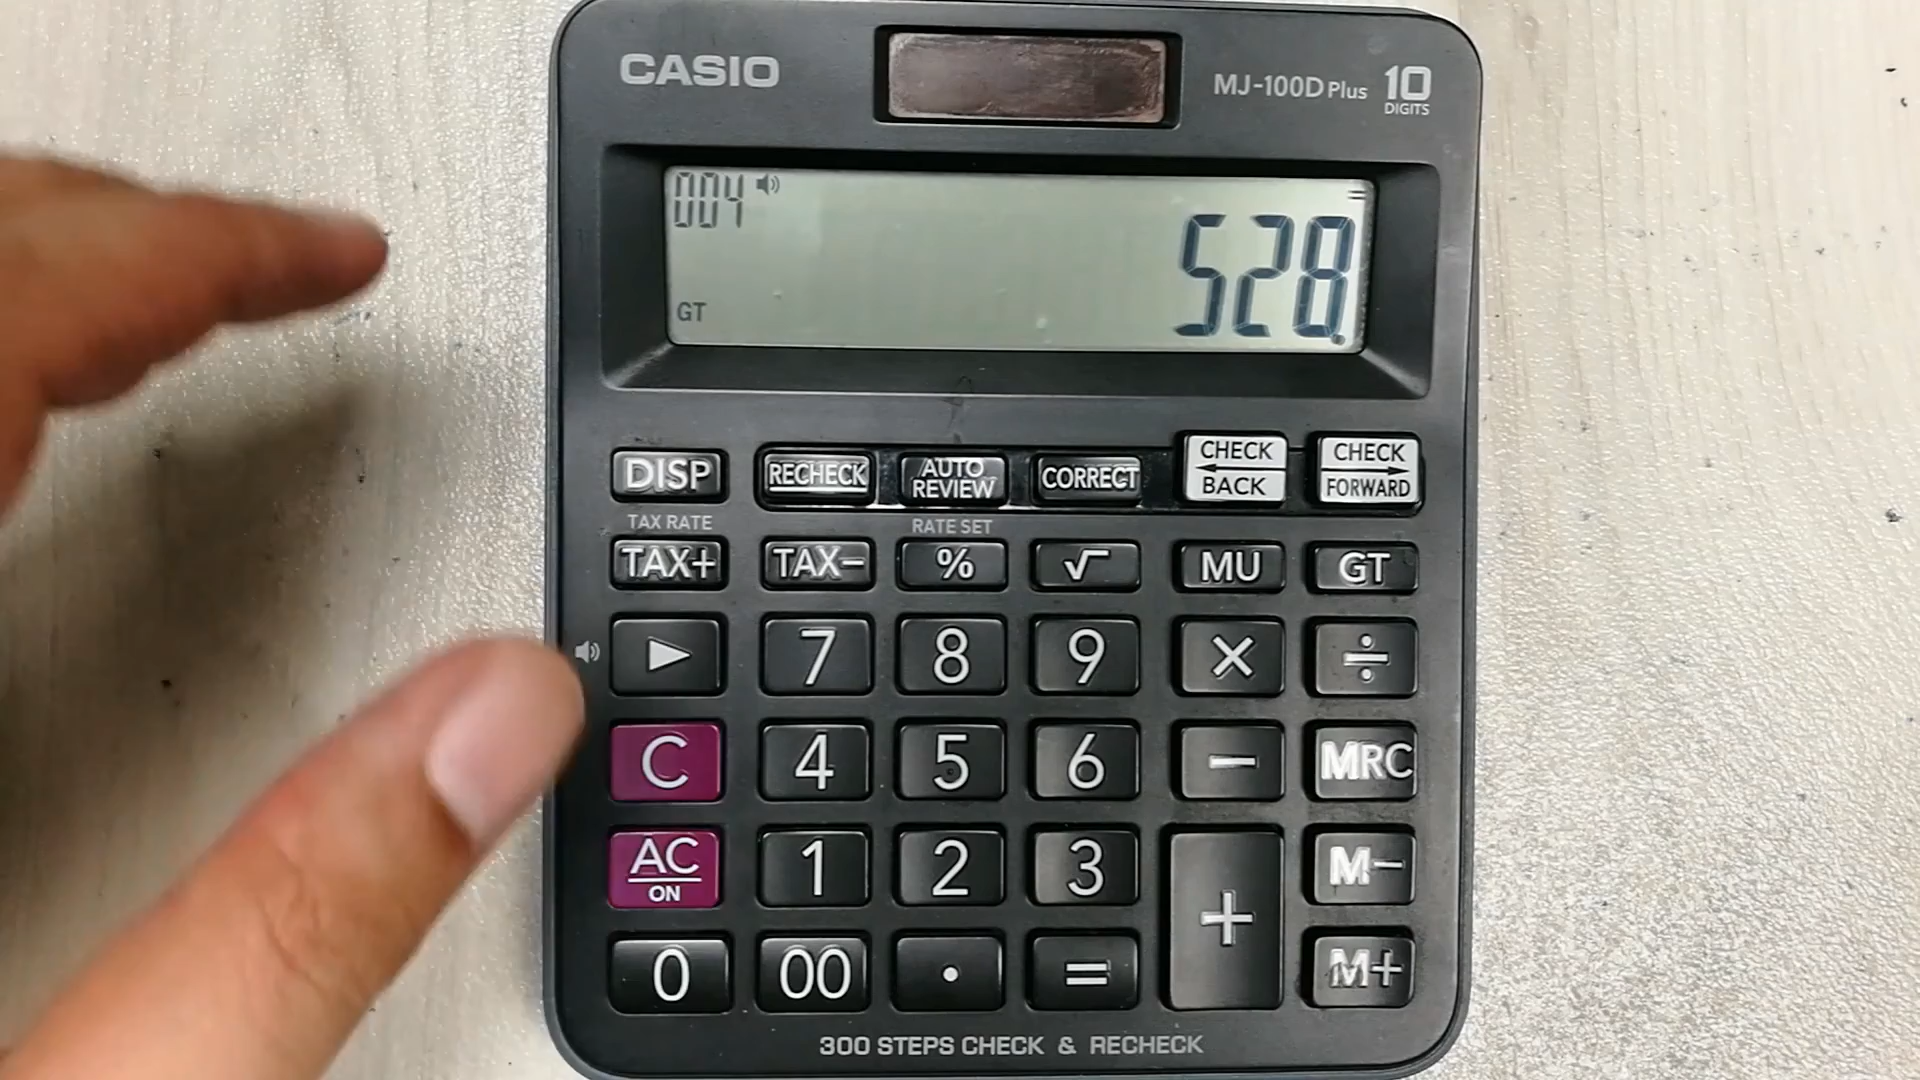 CASIO
MJ-100D Plus 10 DIGITS
004 =
528.
GT
DISP RECHECK AUTO REVIEW CORRECT CHECK BACK CHECK FORWARD
TAX RATE RATE SET
TAX+ TAX− % √ MU GT
▶ 7 8 9 × ÷
C 4 5 6 − MRC
AC ON 1 2 3 + M−
0 00 • = M+
300 STEPS CHECK & RECHECK